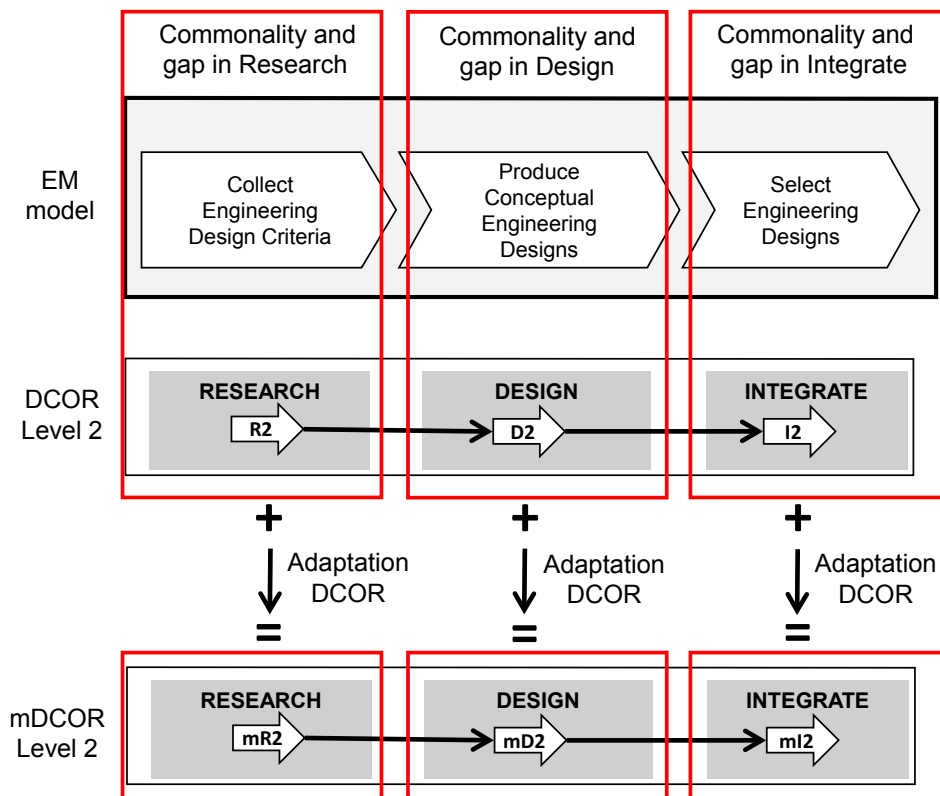 Commonality and
gap in Research
Commonality and
gap in Design
Commonality and
gap in Integrate
EM
model
Collect
Engineering
Design Criteria
Produce
Conceptual
Engineering
Designs
Select
Engineering
Designs
DCOR
Level 2
RESEARCH
R2
DESIGN
D2
INTEGRATE
I2
+
+
+
Adaptation
DCOR
Adaptation
DCOR
Adaptation
DCOR
=
=
=
mDCOR
Level 2
RESEARCH
mR2
DESIGN
mD2
INTEGRATE
mI2